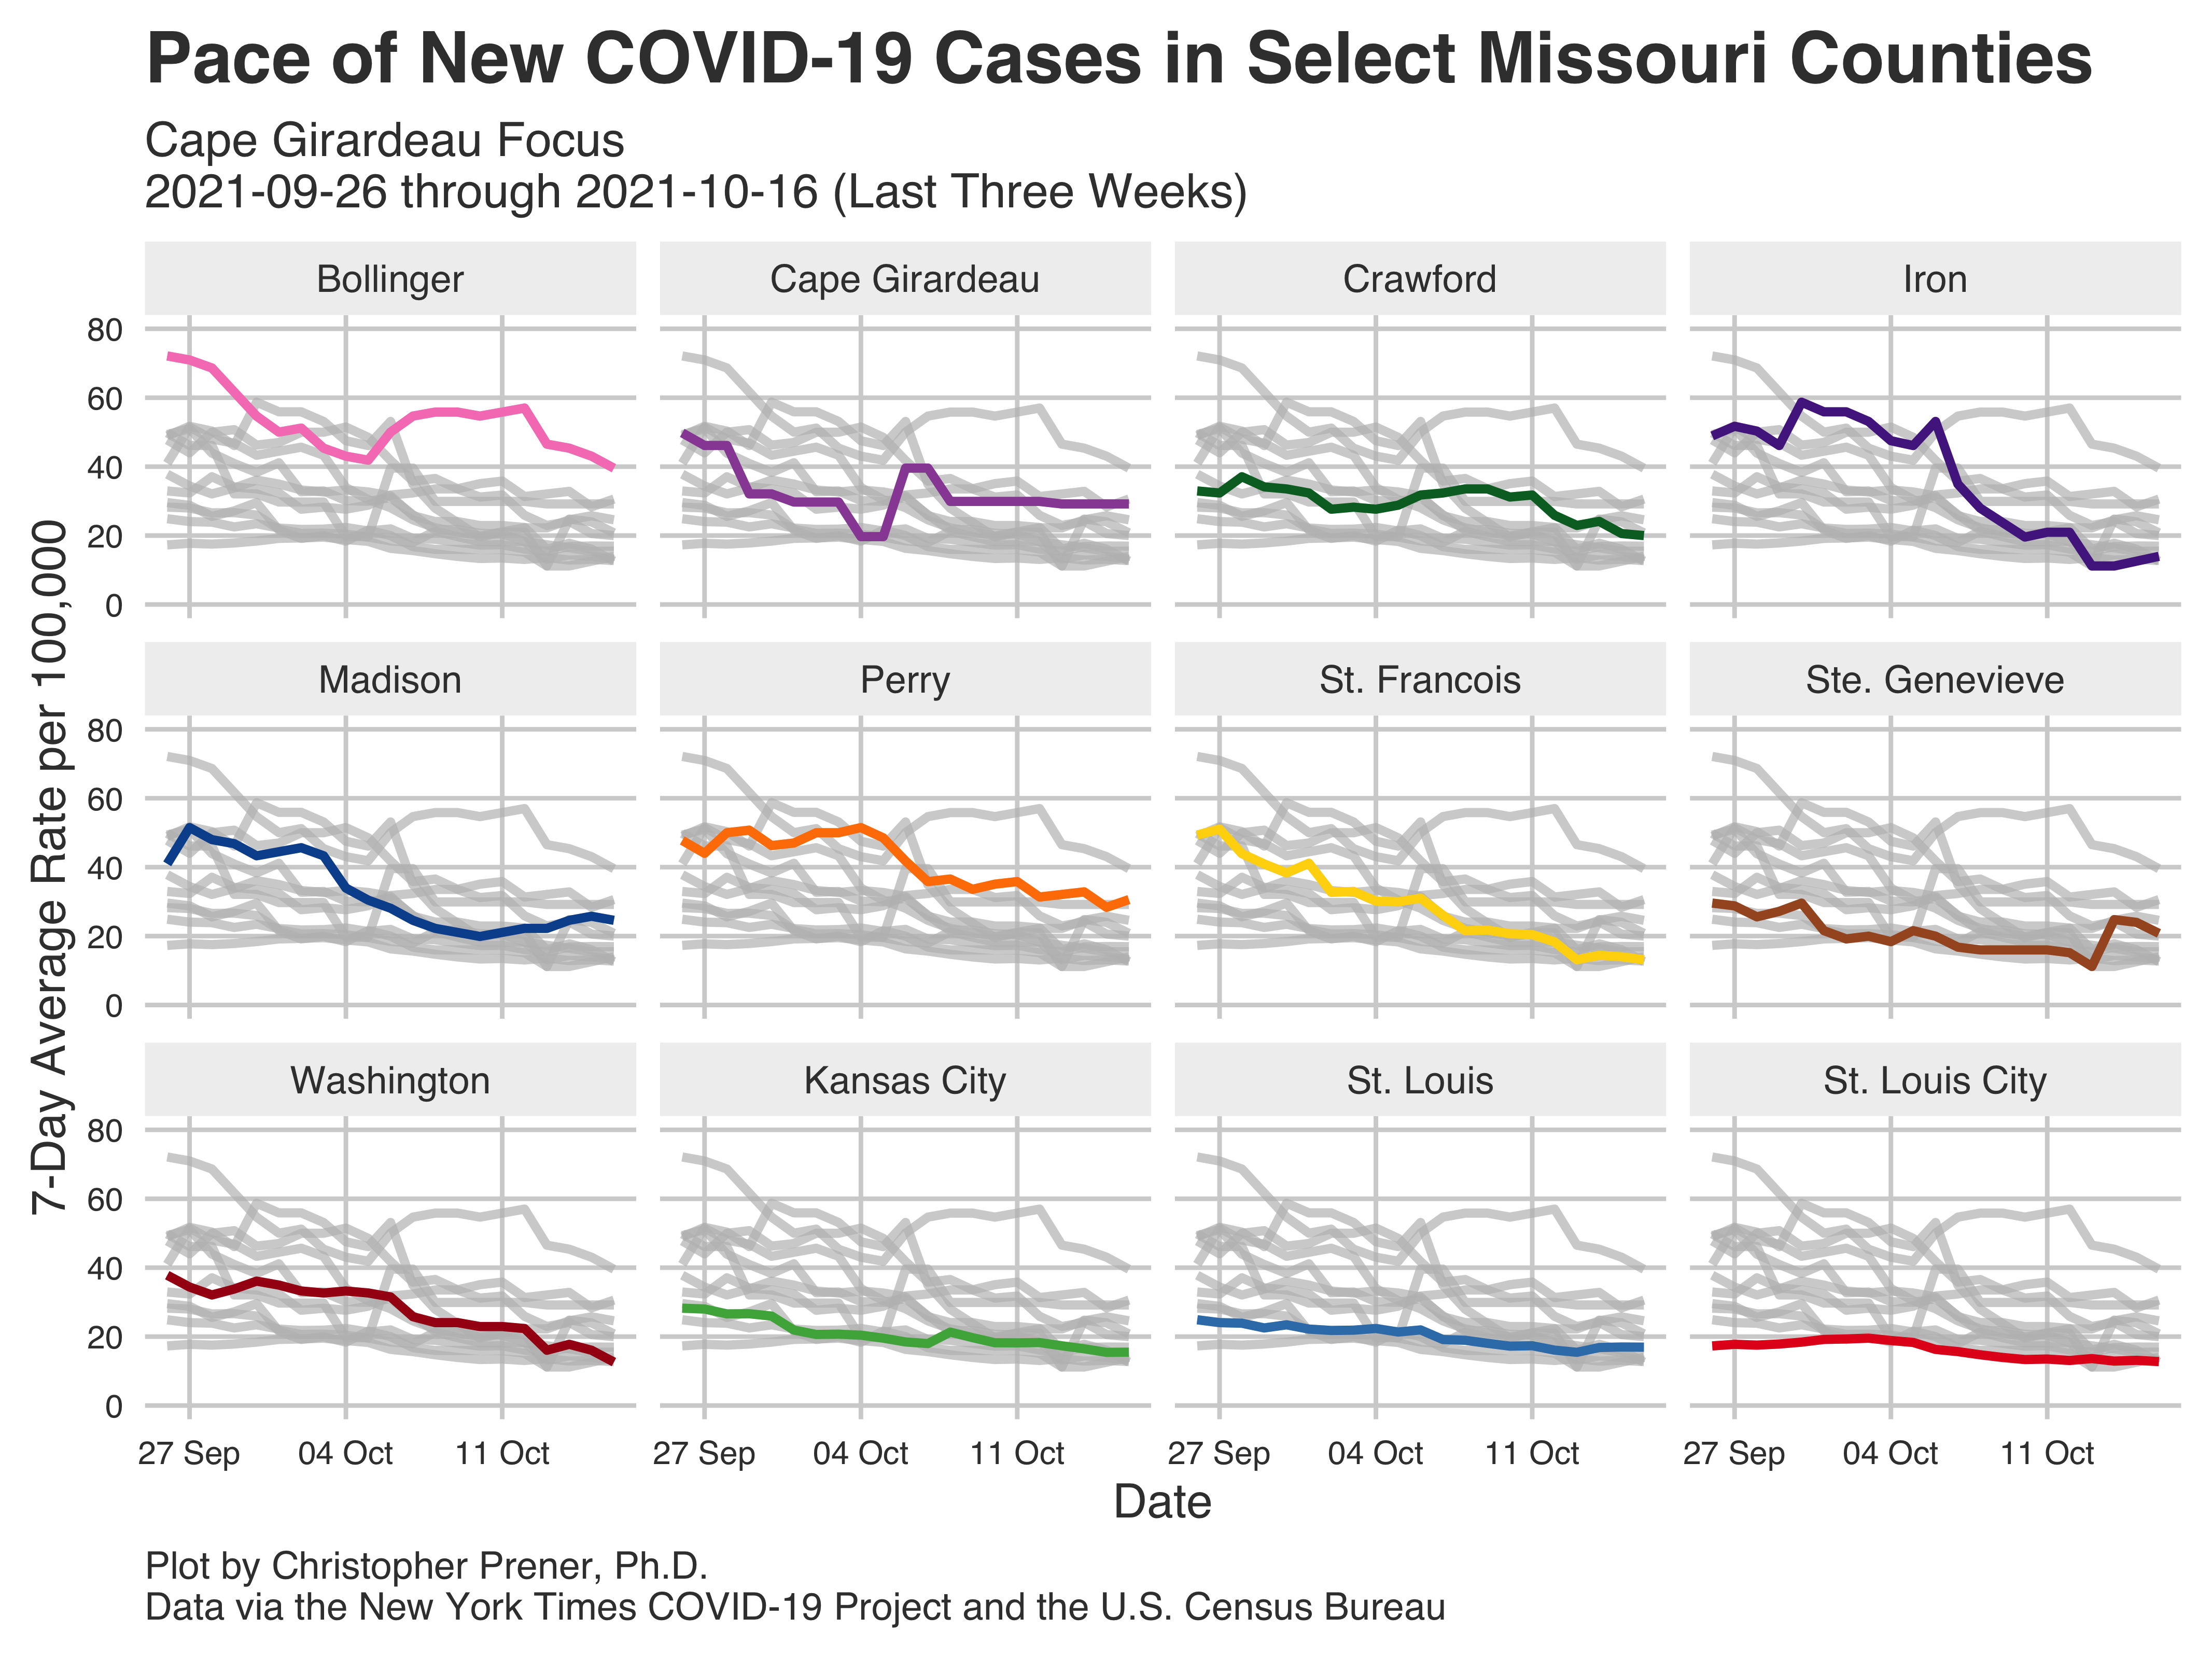 Pace of New COVID-19 Cases in Select Missouri Counties
Cape Girardeau Focus
2021-09-26 through 2021-10-16 (Last Three Weeks)
Bollinger
Cape Girardeau
Crawford
Iron
80
60
40
20
0
Madison
Perry
St. Francois
Ste. Genevieve
80
60
40
20
0
Washington
Kansas City
St. Louis
St. Louis City
80
60
40
20
0
7-Day Average Rate per 100,000
27 Sep 04 Oct 11 Oct
27 Sep 04 Oct 11 Oct
27 Sep 04 Oct 11 Oct
27 Sep 04 Oct 11 Oct
Date
Plot by Christopher Prener, Ph.D.
Data via the New York Times COVID-19 Project and the U.S. Census Bureau